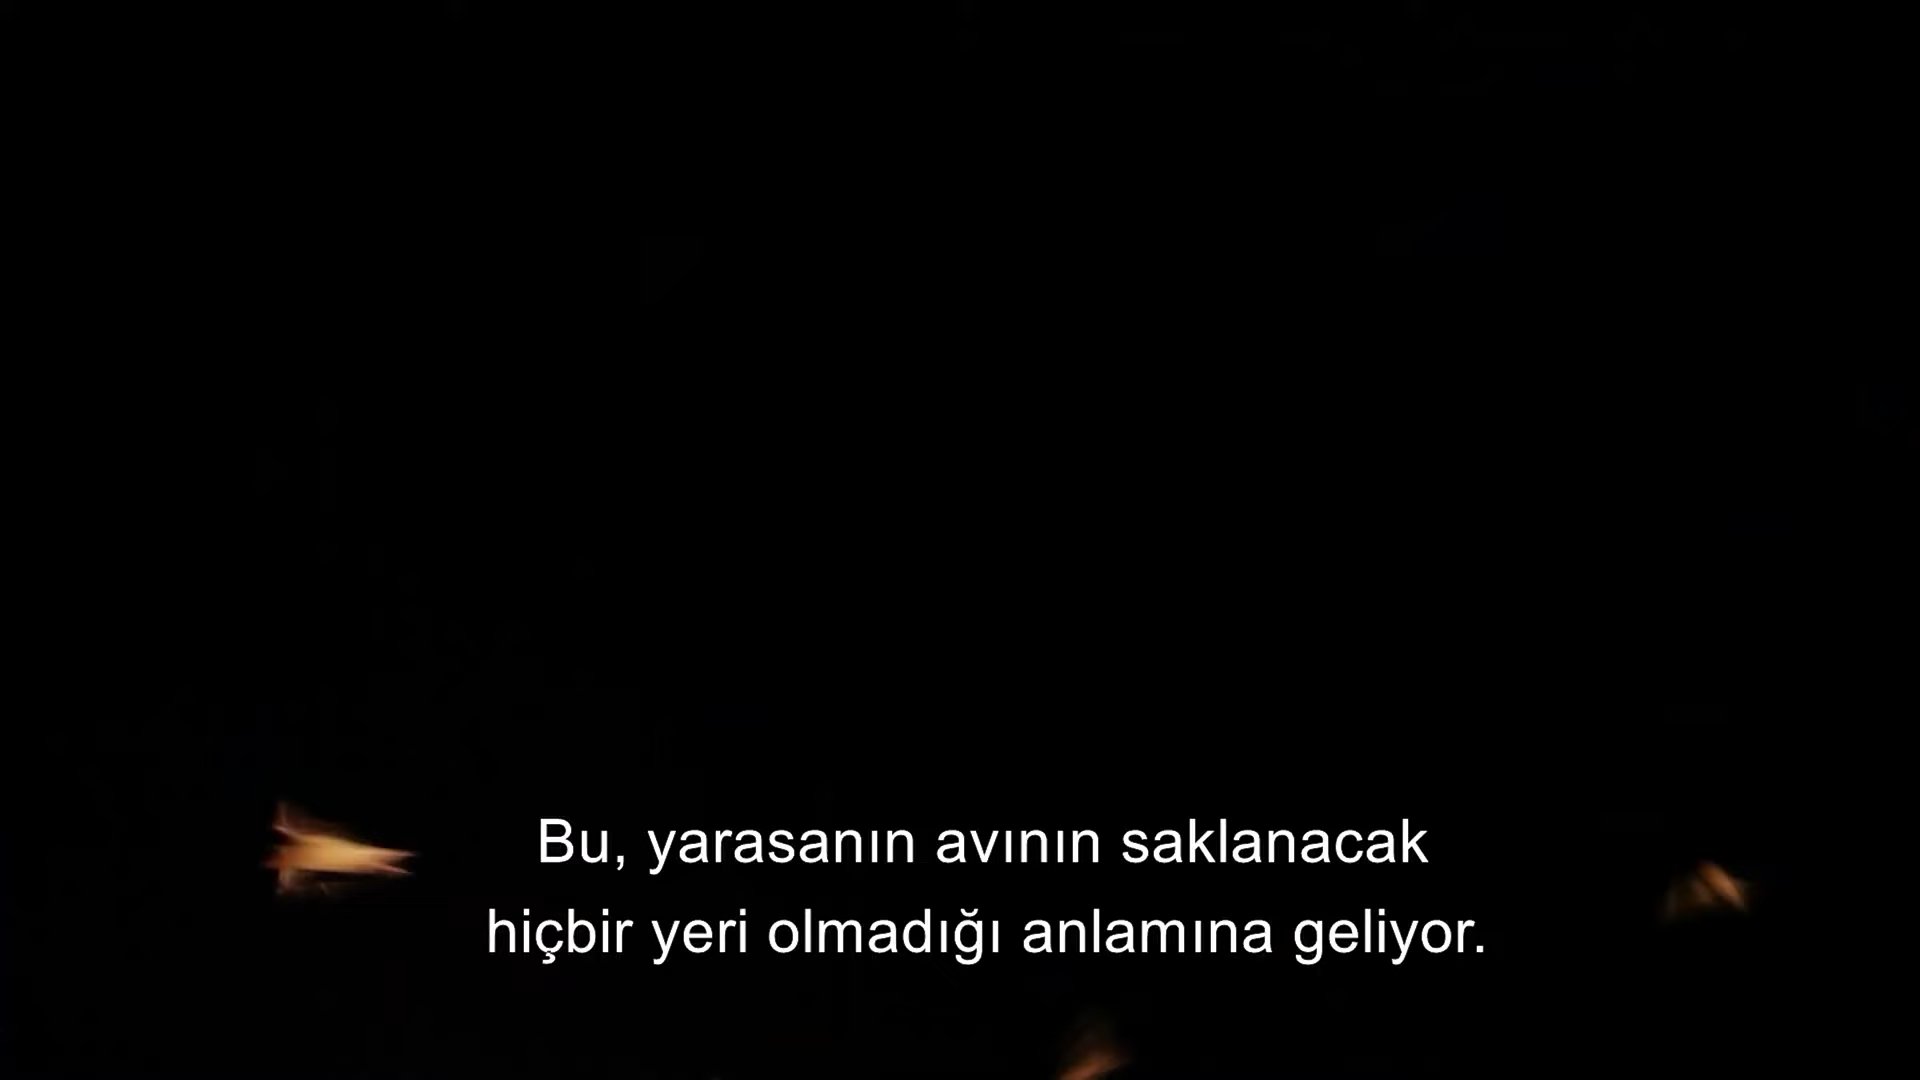 Bu, yarasanın avının saklanacak
hiçbir yeri olmadığı anlamına geliyor.